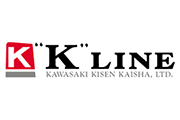 K "K" LINE
KAWASAKI KISEN KAISHA, LTD.